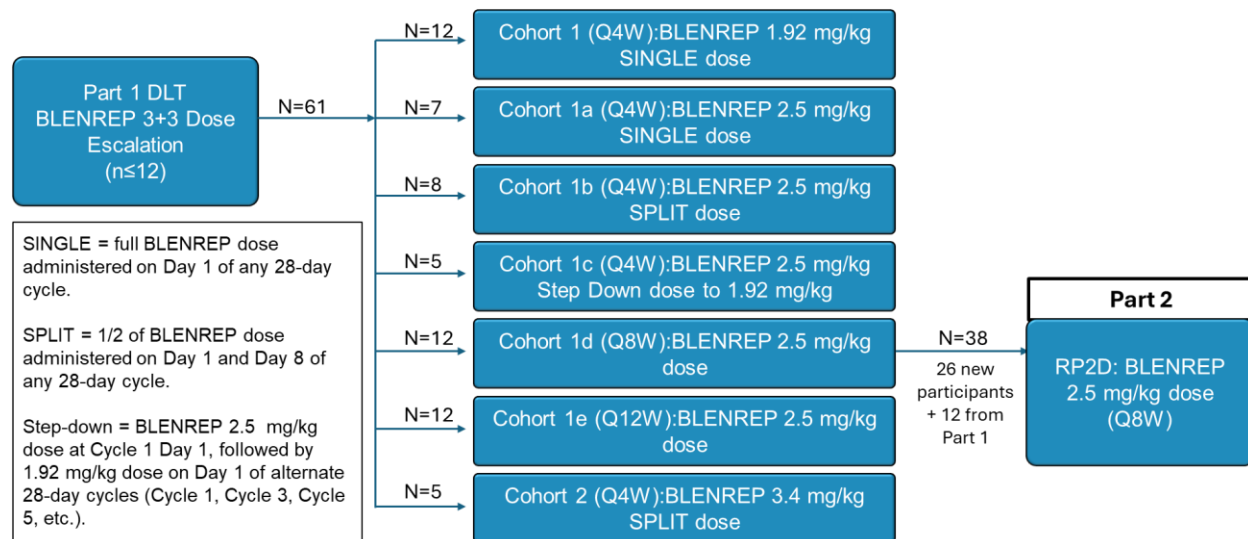 Part 1 DLT
BLENREP 3+3 Dose
Escalation
(n≤12)
N=61
SINGLE = full BLENREP dose
administered on Day 1 of any 28-day
cycle.
SPLIT = 1/2 of BLENREP dose
administered on Day 1 and Day 8 of
any 28-day cycle.
Step-down = BLENREP 2.5 mg/kg
dose at Cycle 1 Day 1, followed by
1.92 mg/kg dose on Day 1 of alternate
28-day cycles (Cycle 1, Cycle 3, Cycle
5, etc.).
N=12
Cohort 1 (Q4W):BLENREP 1.92 mg/kg
SINGLE dose
N=7
Cohort 1a (Q4W):BLENREP 2.5 mg/kg
SINGLE dose
N=8
Cohort 1b (Q4W):BLENREP 2.5 mg/kg
SPLIT dose
N=5
Cohort 1c (Q4W):BLENREP 2.5 mg/kg
Step Down dose to 1.92 mg/kg
N=12
Cohort 1d (Q8W):BLENREP 2.5 mg/kg
dose
N=12
Cohort 1e (Q12W):BLENREP 2.5 mg/kg
dose
N=5
Cohort 2 (Q4W):BLENREP 3.4 mg/kg
SPLIT dose
N=38
26 new
participants
+ 12 from
Part 1
Part 2
RP2D: BLENREP
2.5 mg/kg dose
(Q8W)